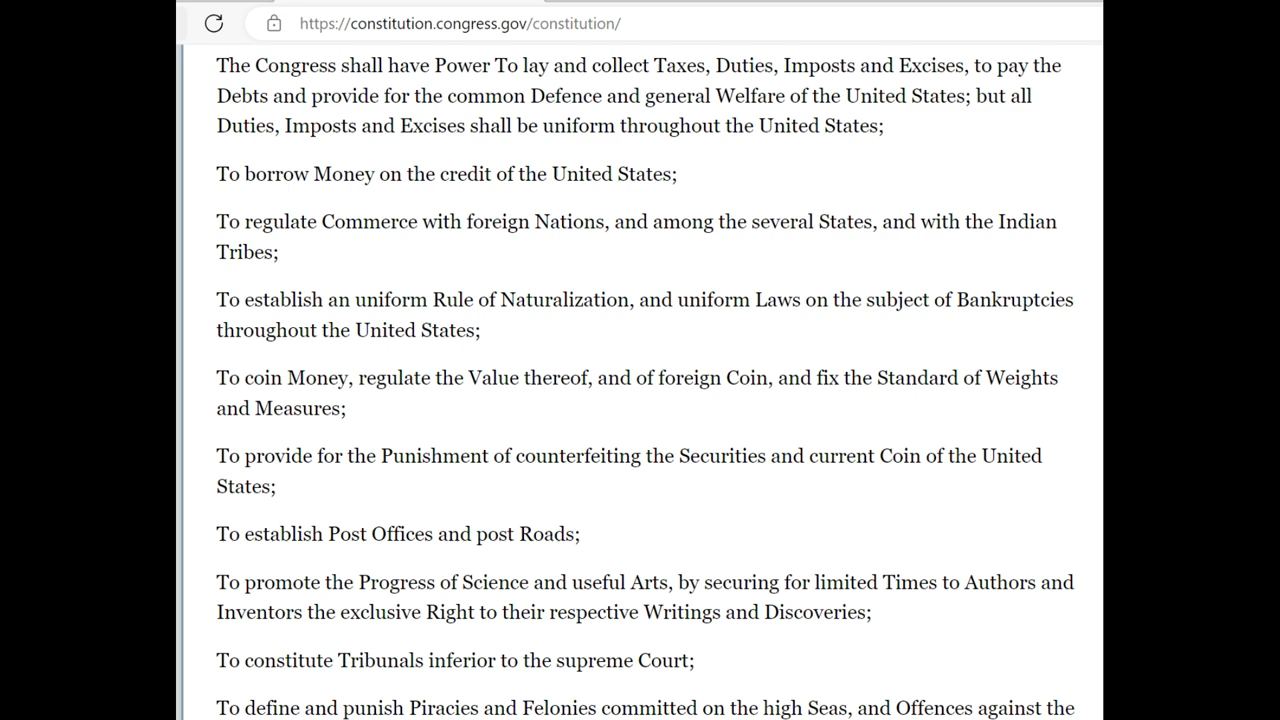 https://constitution.congress.gov/constitution/
The Congress shall have Power To lay and collect Taxes, Duties, Imposts and Excises, to pay the
Debts and provide for the common Defence and general Welfare of the United States; but all
Duties, Imposts and Excises shall be uniform throughout the United States;
To borrow Money on the credit of the United States;
To regulate Commerce with foreign Nations, and among the several States, and with the Indian
Tribes;
To establish an uniform Rule of Naturalization, and uniform Laws on the subject of Bankruptcies
throughout the United States;
To coin Money, regulate the Value thereof, and of foreign Coin, and fix the Standard of Weights
and Measures;
To provide for the Punishment of counterfeiting the Securities and current Coin of the United
States;
To establish Post Offices and post Roads;
To promote the Progress of Science and useful Arts, by securing for limited Times to Authors and
Inventors the exclusive Right to their respective Writings and Discoveries;
To constitute Tribunals inferior to the supreme Court;
To define and punish Piracies and Felonies committed on the high Seas, and Offences against the